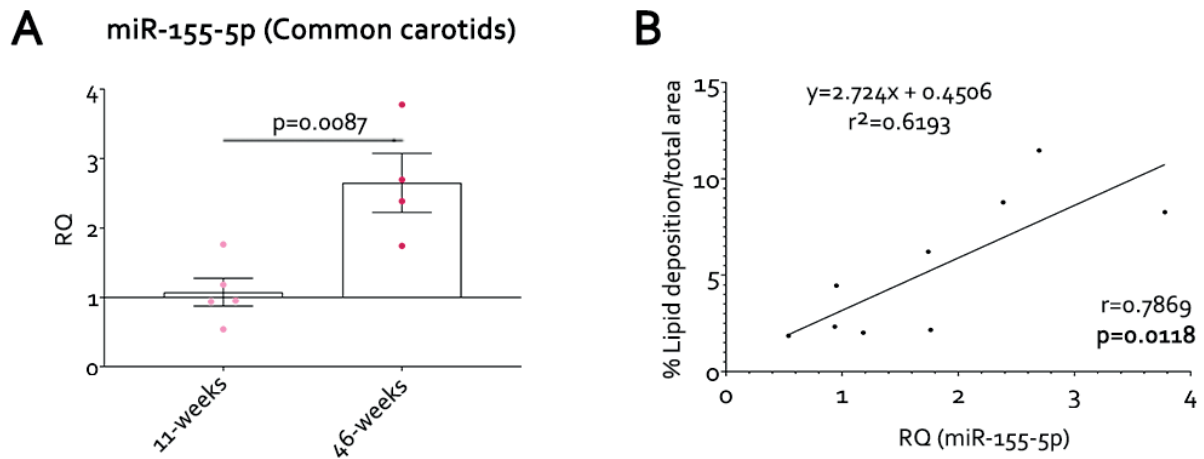 A
miR-155-5p (Common carotids)
4
3
2
1
0
RQ
p=0.0087
11-weeks
46-weeks
B
% Lipid deposition/total area
15
10
5
0
y=2.724x + 0.4506
r²=0.6193
r=0.7869
p=0.0118
0 1 2 3 4
RQ (miR-155-5p)